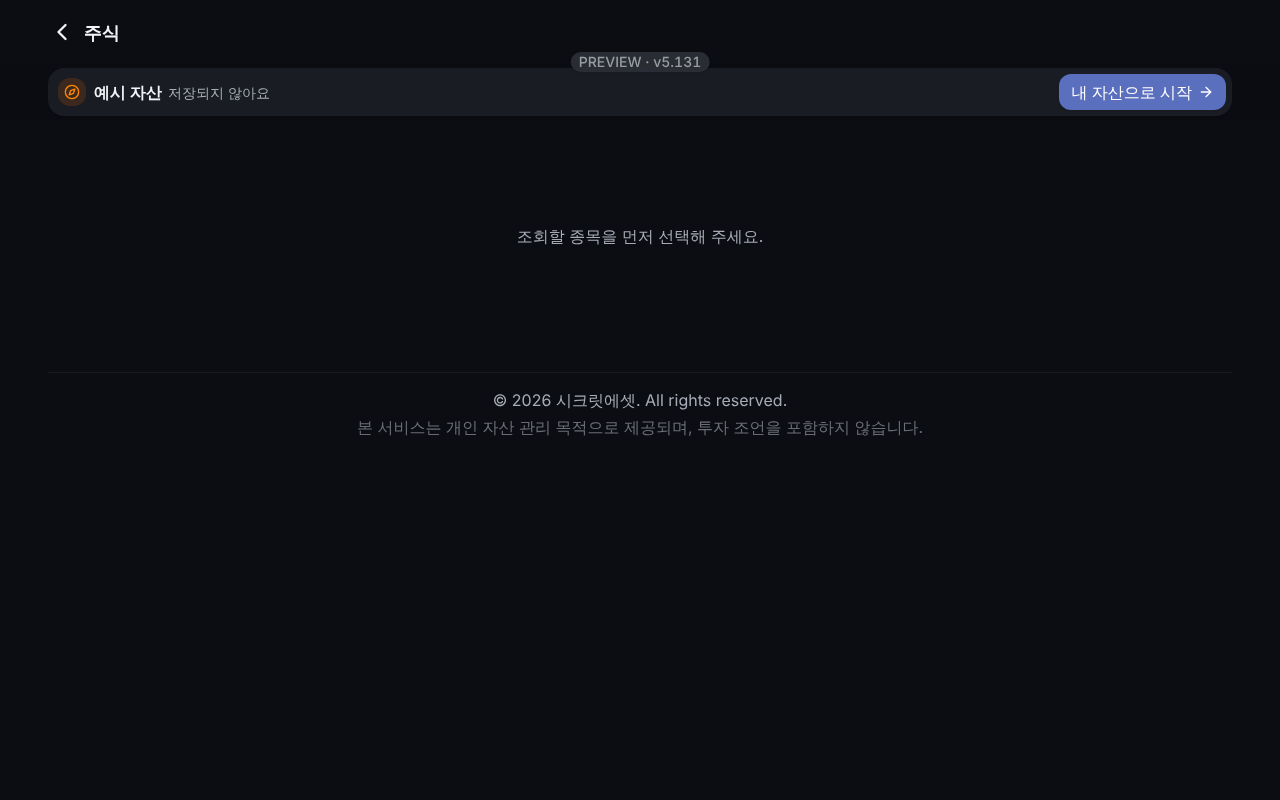 주식
PREVIEW · v5.131
예시 자산 저장되지 않아요
내 자산으로 시작 →
조회할 종목을 먼저 선택해 주세요.
© 2026 시크릿에셋. All rights reserved.
본 서비스는 개인 자산 관리 목적으로 제공되며, 투자 조언을 포함하지 않습니다.